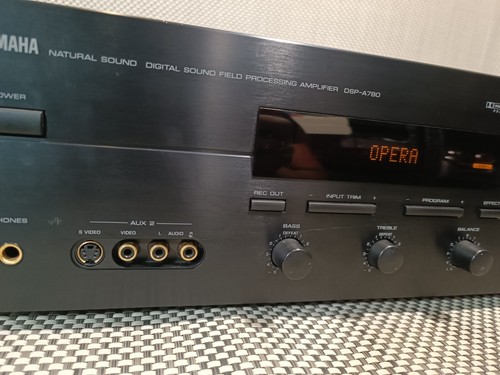 MAHA
NATURAL SOUND DIGITAL SOUND FIELD PROCESSING AMPLIFIER DSP-A780
OWER
OPERA
REC OUT
- INPUT TRIM +
- PROGRAM +
EFFECT
HONES
AUX 2
S VIDEO
VIDEO
L AUDIO R
BASS
TREBLE
BALANCE